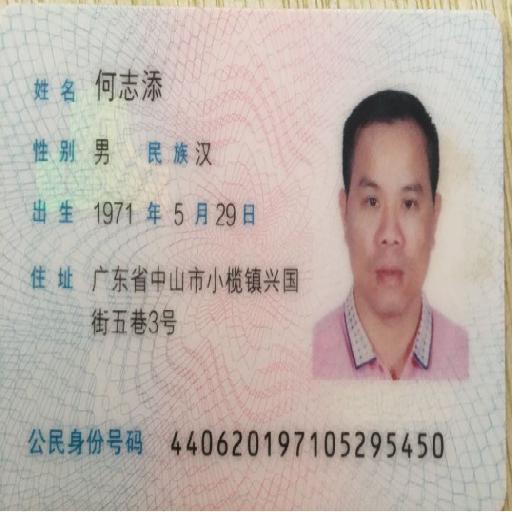 姓名 何志添
性别 男 民族 汉
出生 1971 年 5 月 29 日
住址 广东省中山市小榄镇兴国
街五巷3号
公民身份号码 440620197105295450